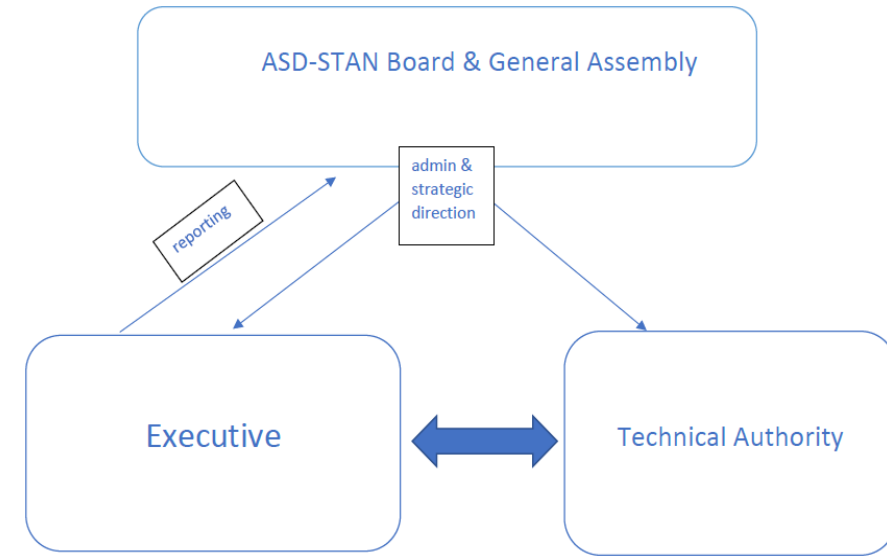 ASD-STAN Board & General Assembly
admin &
strategic
direction
reporting
Executive
Technical Authority